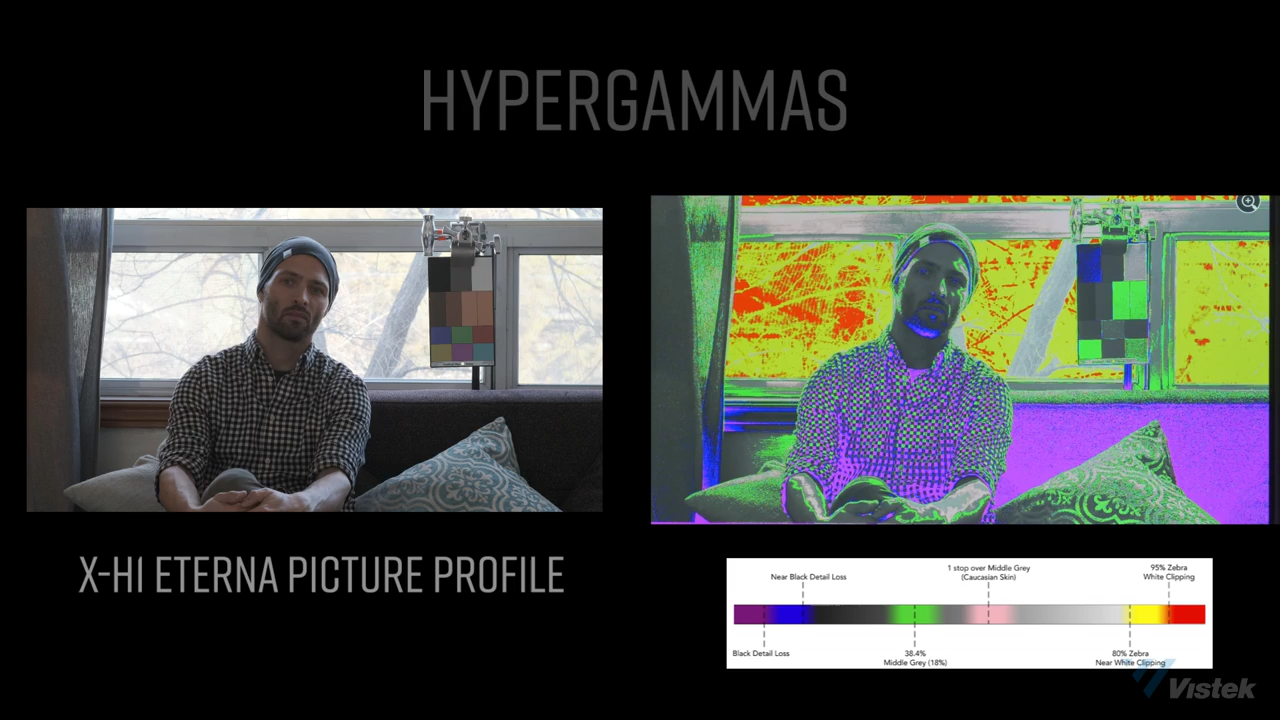 HYPERGAMMAS
X-H1 ETERNA PICTURE PROFILE
Near Black Detail Loss
1 stop over Middle Grey
(Caucasian Skin)
95% Zebra
White Clipping
Black Detail Loss
38.4%
Middle Grey (18%)
80% Zebra
Near White Clipping
Vistek